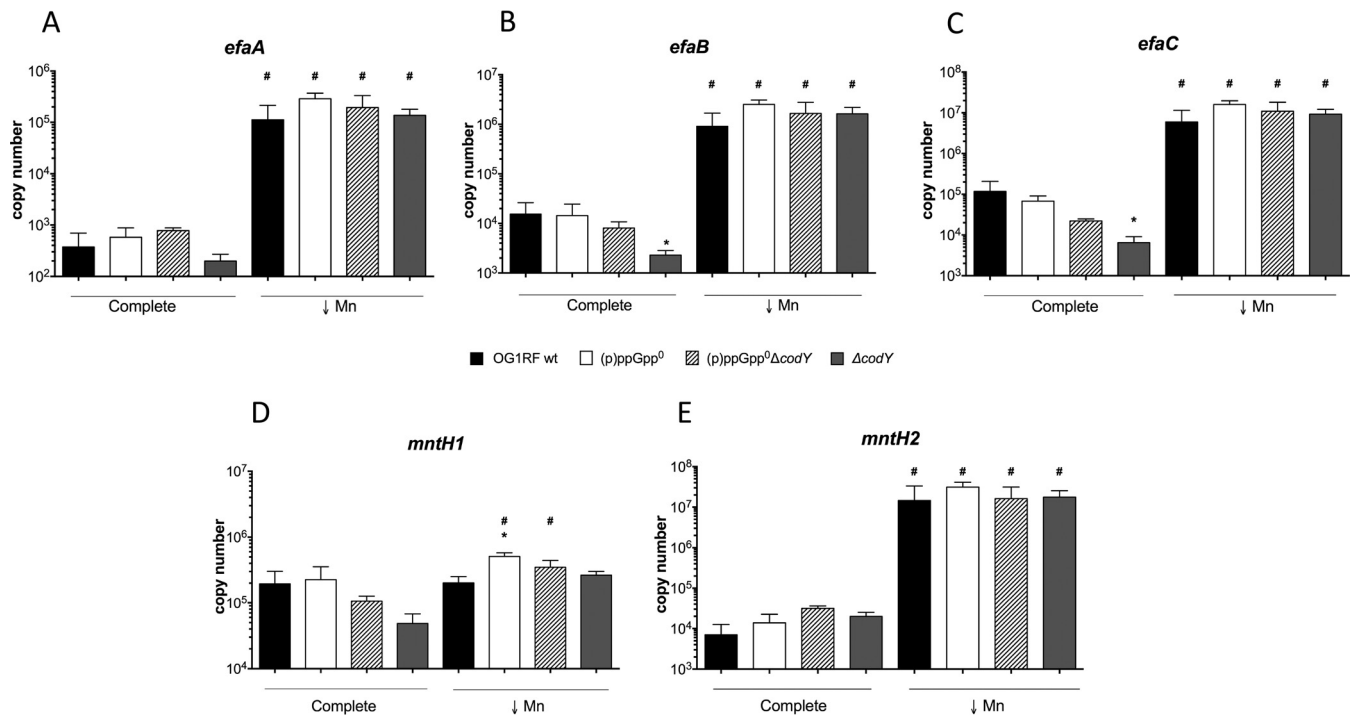 A
efaA
copy number
10⁶
10⁵
10⁴
10³
10²
# # # #
Complete
↓ Mn
B
efaB
copy number
10⁷
10⁶
10⁵
10⁴
10³
*
# # # #
Complete
↓ Mn
C
efaC
copy number
10⁸
10⁷
10⁶
10⁵
10⁴
10³
*
# # # #
Complete
↓ Mn
OG1RF wt (p)ppGpp⁰ (p)ppGpp⁰ΔcodY ΔcodY
D
mntH1
copy number
10⁷
10⁶
10⁵
10⁴
# #
*
Complete
↓ Mn
E
mntH2
copy number
10⁸
10⁷
10⁶
10⁵
10⁴
10³
# # # #
Complete
↓ Mn